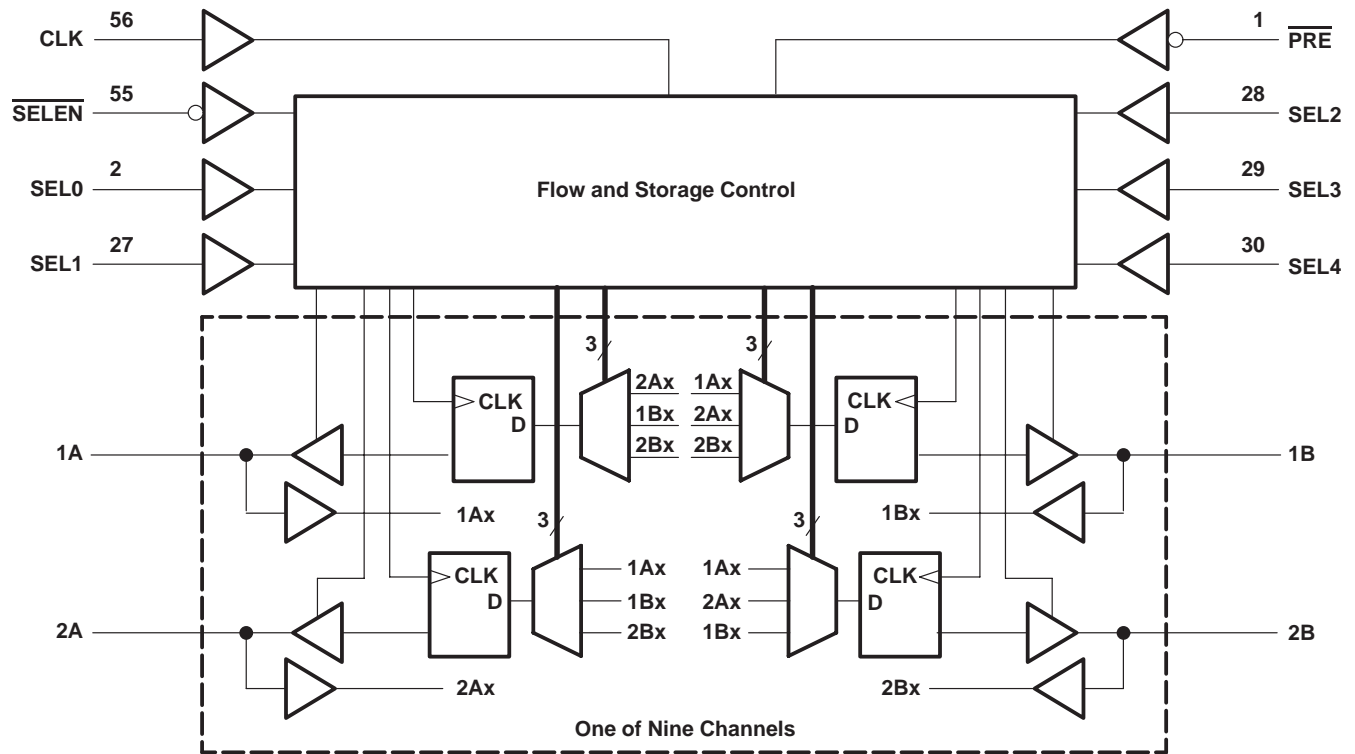 56
CLK
1
PRE
55
SELEN
28
SEL2
2
SEL0
Flow and Storage Control
29
SEL3
27
SEL1
30
SEL4
3
3
CLK
D
2Ax
1Bx
2Bx
1Ax
2Ax
2Bx
CLK
D
1A
1B
1Ax
3
3
1Bx
CLK
D
1Ax
1Bx
2Bx
1Ax
2Ax
1Bx
CLK
D
2A
2B
2Ax
2Bx
One of Nine Channels